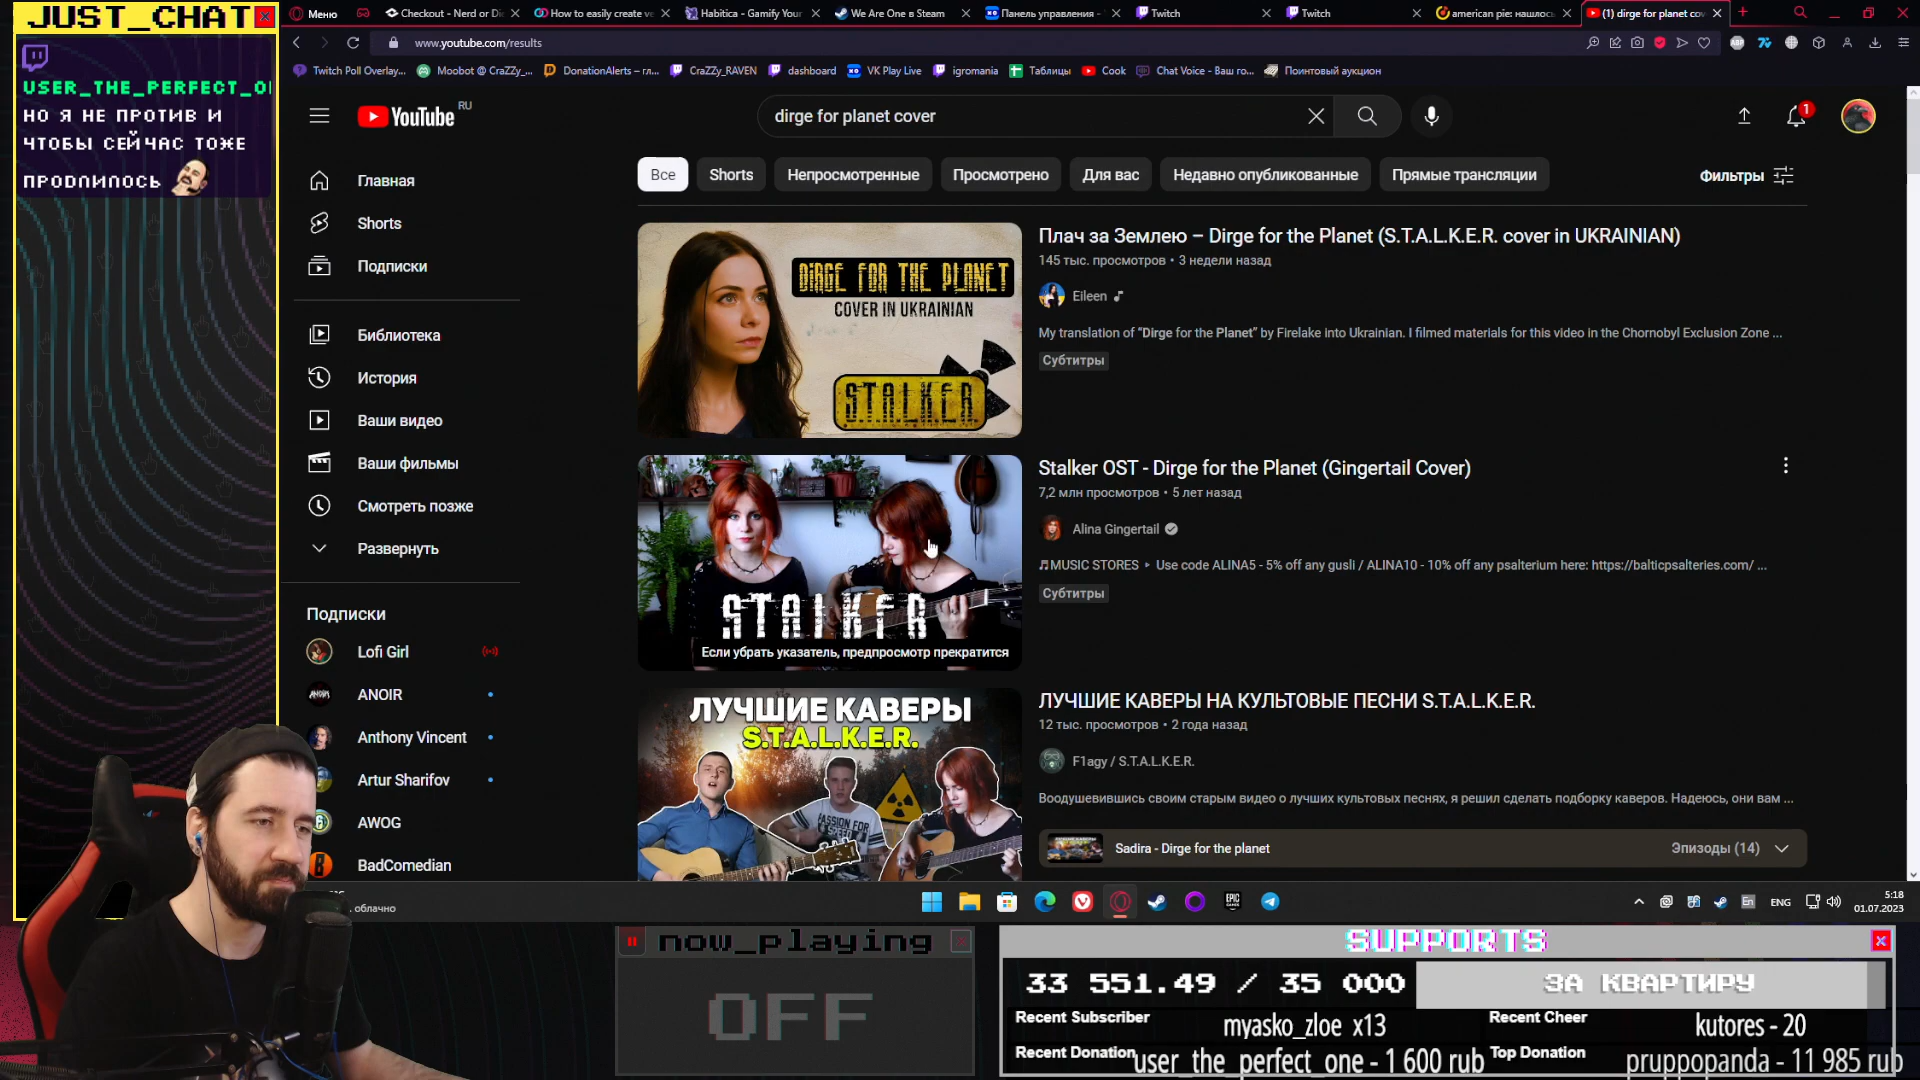 JUST_CHAT
USER_THE_PERFECT_O
НО Я НЕ ПРОТИВ И
ЧТОБЫ СЕЙЧАС ТОЖЕ
ПРОДЛИЛОСЬ
Меню
Checkout - Nerd or Di
How to easily create ve
Habitica - Gamify Your
We Are One в Steam
Панель управления -
Twitch
Twitch
american pie: нашлось
(1) dirge for planet cov
www.youtube.com/results
Twitch Poll Overlay...
Moobot @ CraZZy_...
DonationAlerts – гл...
CraZZy_RAVEN
dashboard
VK Play Live
igromania
Таблицы
Cook
Chat Voice - Ваш го...
Поинтовый аукцион
YouTube RU
dirge for planet cover
1
Все
Shorts
Непросмотренные
Просмотрено
Для вас
Недавно опубликованные
Прямые трансляции
Фильтры
Главная
Shorts
Подписки
Библиотека
История
Ваши видео
Ваши фильмы
Смотреть позже
Развернуть
Подписки
Lofi Girl
ANOIR
Anthony Vincent
Artur Sharifov
AWOG
BadComedian
DIRGE FOR THE PLANET
COVER IN UKRAINIAN
S.T.A.L.K.E.R.
Плач за Землею – Dirge for the Planet (S.T.A.L.K.E.R. cover in UKRAINIAN)
145 тыс. просмотров • 3 недели назад
Eileen
My translation of “Dirge for the Planet” by Firelake into Ukrainian. I filmed materials for this video in the Chornobyl Exclusion Zone ...
Субтитры
STALKER
Если убрать указатель, предпросмотр прекратится
Stalker OST - Dirge for the Planet (Gingertail Cover)
7,2 млн просмотров • 5 лет назад
Alina Gingertail
♬MUSIC STORES ‣ Use code ALINA5 - 5% off any gusli / ALINA10 - 10% off any psalterium here: https://balticpsalteries.com/ ...
Субтитры
ЛУЧШИЕ КАВЕРЫ
S.T.A.L.K.E.R.
ЛУЧШИЕ КАВЕРЫ НА КУЛЬТОВЫЕ ПЕСНИ S.T.A.L.K.E.R.
12 тыс. просмотров • 2 года назад
F1agy / S.T.A.L.K.E.R.
Воодушевившись своим старым видео о лучших культовых песнях, я решил сделать подборку каверов. Надеюсь, они вам ...
Sadira - Dirge for the planet
Эпизоды (14)
облачно
EPIC GAMES
En
ENG
5:18
01.07.2023
now_playing
OFF
SUPPORTS
33 551.49 / 35 000
ЗА КВАРТИРУ
Recent Subscriber
myasko_zloe x13
Recent Cheer
kutores - 20
Recent Donation
user_the_perfect_one - 1 600 rub
Top Donation
pruppopanda - 11 985 rub